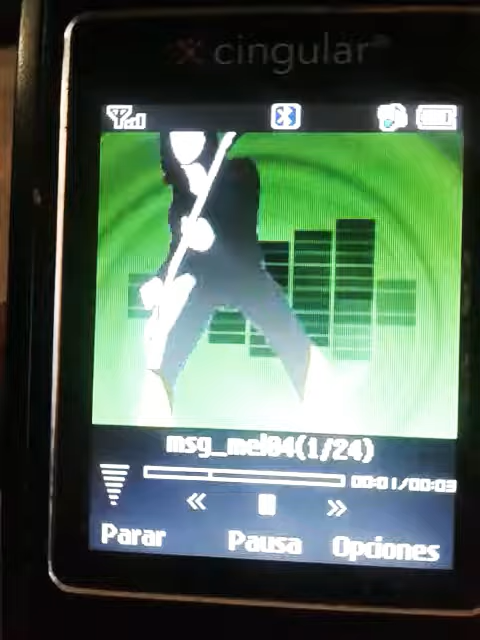 cingular
msg_mel04(1/24)
00:01/00:03
Parar Pausa Opciones